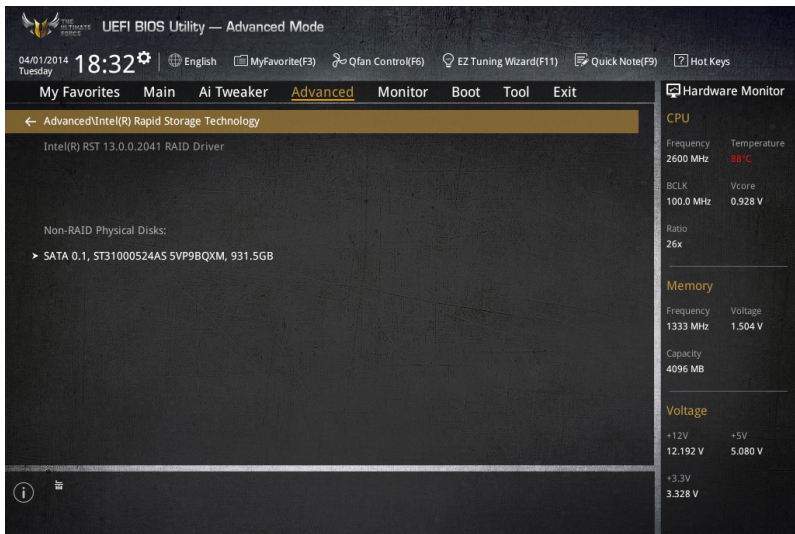 THE
ULTIMATE
FORCE
UEFI BIOS Utility — Advanced Mode
04/01/2014
Tuesday
18:32
English
MyFavorite(F3)
Qfan Control(F6)
EZ Tuning Wizard(F11)
Quick Note(F9)
? Hot Keys
My Favorites Main Ai Tweaker Advanced Monitor Boot Tool Exit
Hardware Monitor
← Advanced\Intel(R) Rapid Storage Technology
Intel(R) RST 13.0.0.2041 RAID Driver
Non-RAID Physical Disks:
SATA 0.1, ST31000524AS 5VP9BQXM, 931.5GB
CPU
Frequency Temperature
2600 MHz 88°C
BCLK Vcore
100.0 MHz 0.928 V
Ratio
26x
Memory
Frequency Voltage
1333 MHz 1.504 V
Capacity
4096 MB
Voltage
+12V +5V
12.192 V 5.080 V
+3.3V
3.328 V